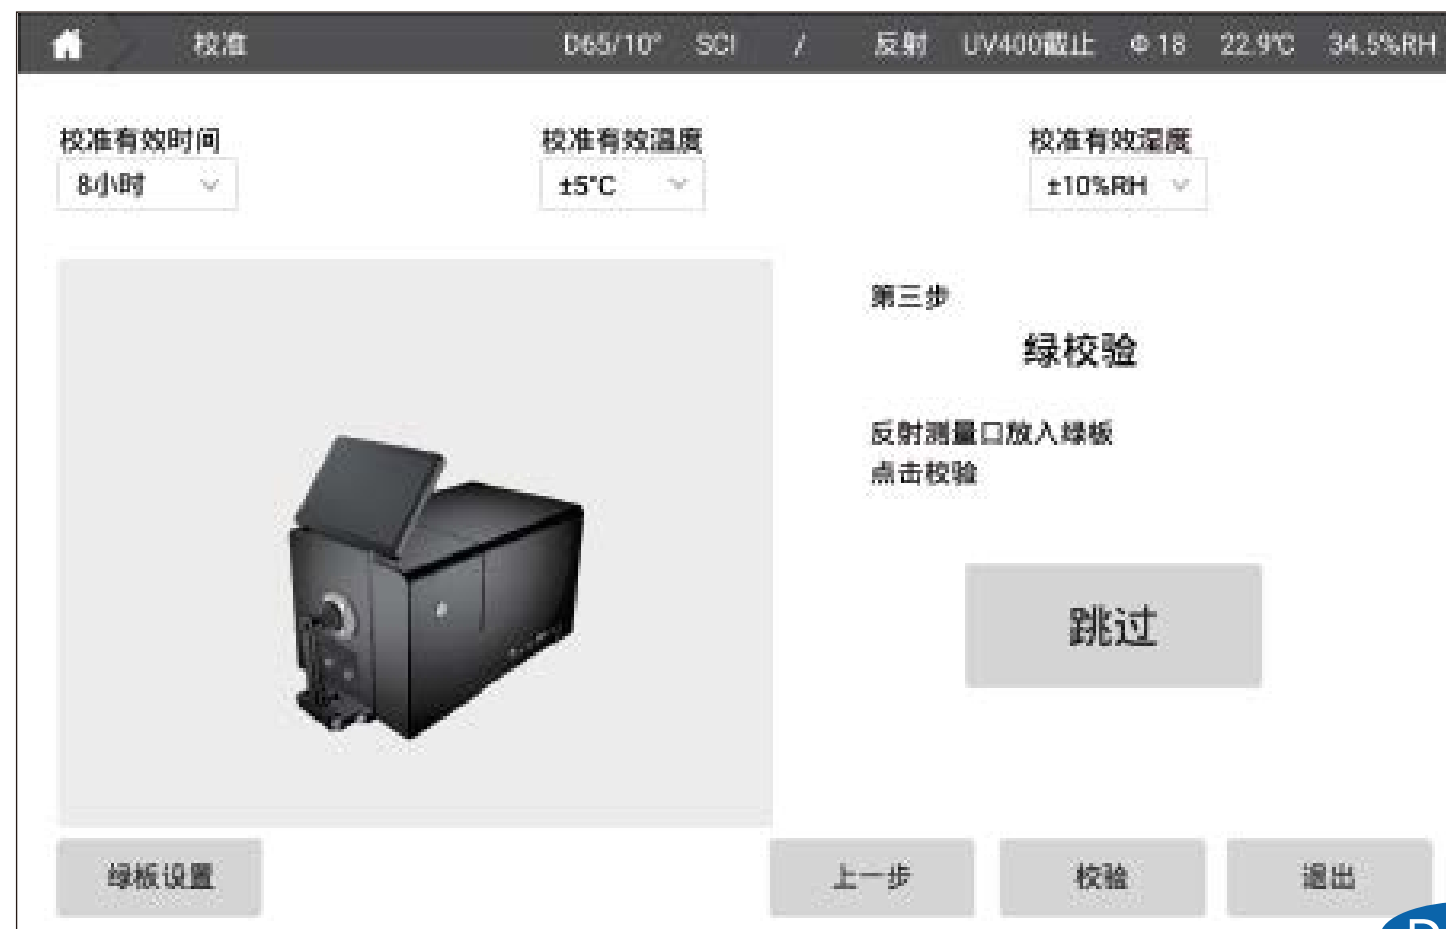 校准 D65/10° SCI / 反射 UV400截止 Φ18 22.9℃ 34.5%RH
校准有效时间 校准有效温度 校准有效湿度
8小时 ±5°C ±10%RH
第三步
绿校验
反射测量口放入绿板
点击校验
跳过
绿板设置 上一步 校验 退出